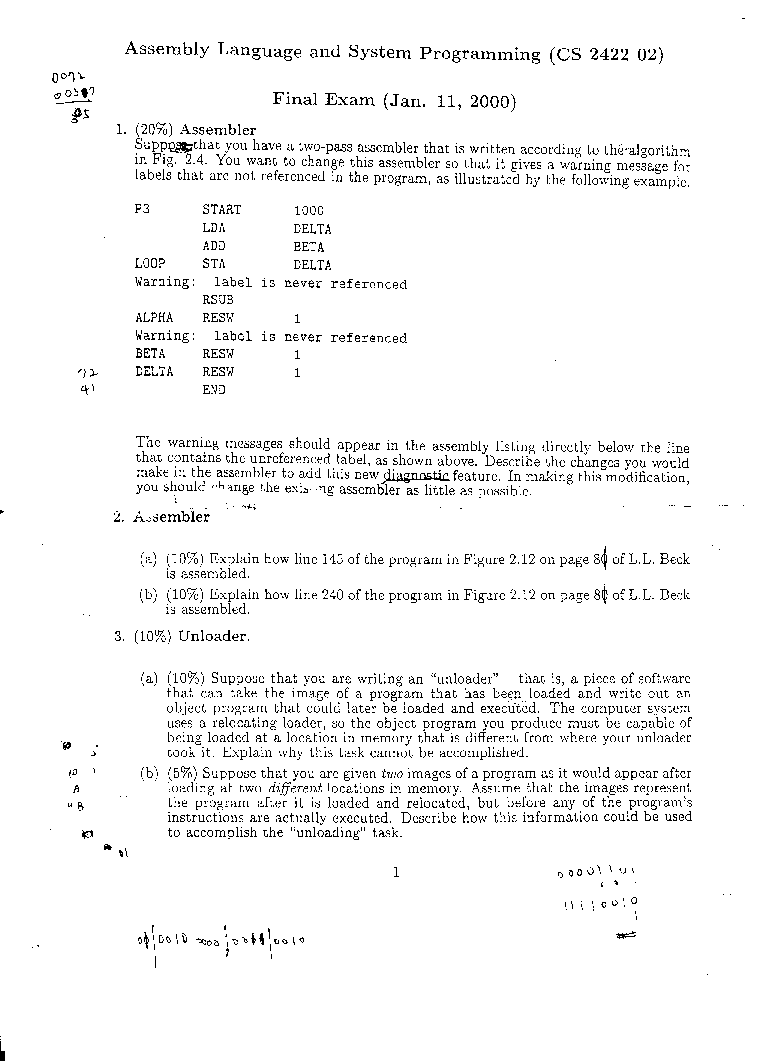 Assembly Language and System Programming (CS 2422 02)
Final Exam (Jan. 11, 2000)
1. (20%) Assembler
Suppose that you have a two-pass assembler that is written according to the algorithm
in Fig. 2.4. You want to change this assembler so that it gives a warning message for
labels that are not referenced in the program, as illustrated by the following example.
P3 START 1000
LDA DELTA
ADD BETA
LOOP STA DELTA
Warning: label is never referenced
RSUB
ALPHA RESW 1
Warning: label is never referenced
BETA RESW 1
DELTA RESW 1
END
72
41
The warning messages should appear in the assembly listing directly below the line
that contains the unreferenced label, as shown above. Describe the changes you would
make in the assembler to add this new diagnostic feature. In making this modification,
you should change the existing assembler as little as possible.
2. Assembler
(a) (10%) Explain how line 145 of the program in Figure 2.12 on page of L.L. Beck
is assembled.
(b) (10%) Explain how line 240 of the program in Figure 2.12 on page of L.L. Beck
is assembled.
3. (10%) Unloader.
(a) (10%) Suppose that you are writing an "unloader" that is, a piece of software
that can take the image of a program that has been loaded and write out an
object program that could later be loaded and executed. The computer system
uses a relocating loader, so the object program you produce must be capable of
being loaded at a location in memory that is different from where your unloader
took it. Explain why this task cannot be accomplished.
(b) (5%) Suppose that you are given two images of a program as it would appear after
loading at two different locations in memory. Assume that the images represent
the program after it is loaded and relocated, but before any of the program's
instructions are actually executed. Describe how this information could be used
to accomplish the "unloading" task.
1